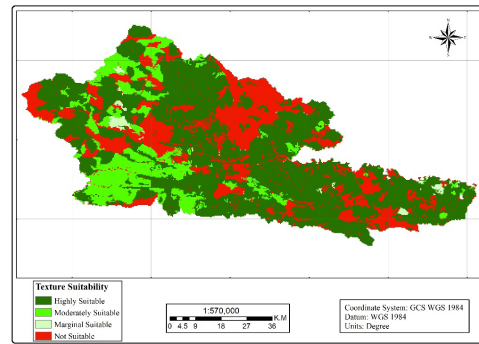 N
W E
S
Texture Suitability
Highly Suitable
Moderately Suitable
Marginal Suitable
Not Suitable
1:570,000
0 4.5 9 18 27 36 K.M
Coordinate System: GCS WGS 1984
Datum: WGS 1984
Units: Degree